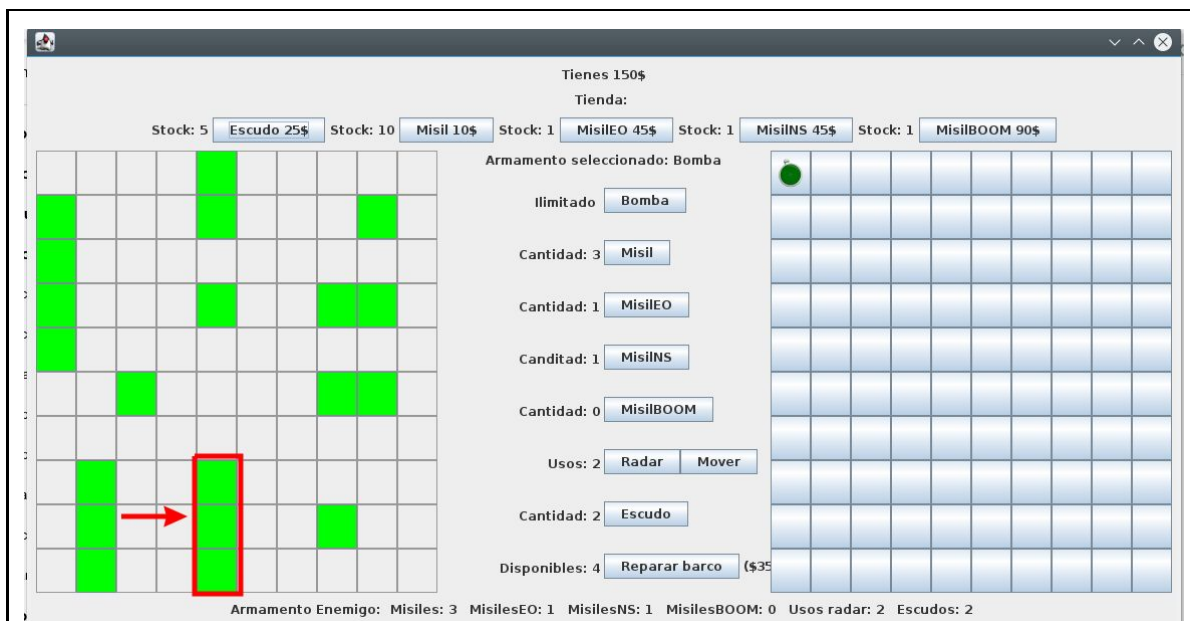 Tienes 150$
Tienda:
Stock: 5 Escudo 25$ Stock: 10 Misil 10$ Stock: 1 MisilEO 45$ Stock: 1 MisilNS 45$ Stock: 1 MisilBOOM 90$
Armamento seleccionado: Bomba
Ilimitado Bomba
Cantidad: 3 Misil
Cantidad: 1 MisilEO
Canditad: 1 MisilNS
Cantidad: 0 MisilBOOM
Usos: 2 Radar Mover
Cantidad: 2 Escudo
Disponibles: 4 Reparar barco ($35
Armamento Enemigo: Misiles: 3 MisilesEO: 1 MisilesNS: 1 MisilesBOOM: 0 Usos radar: 2 Escudos: 2